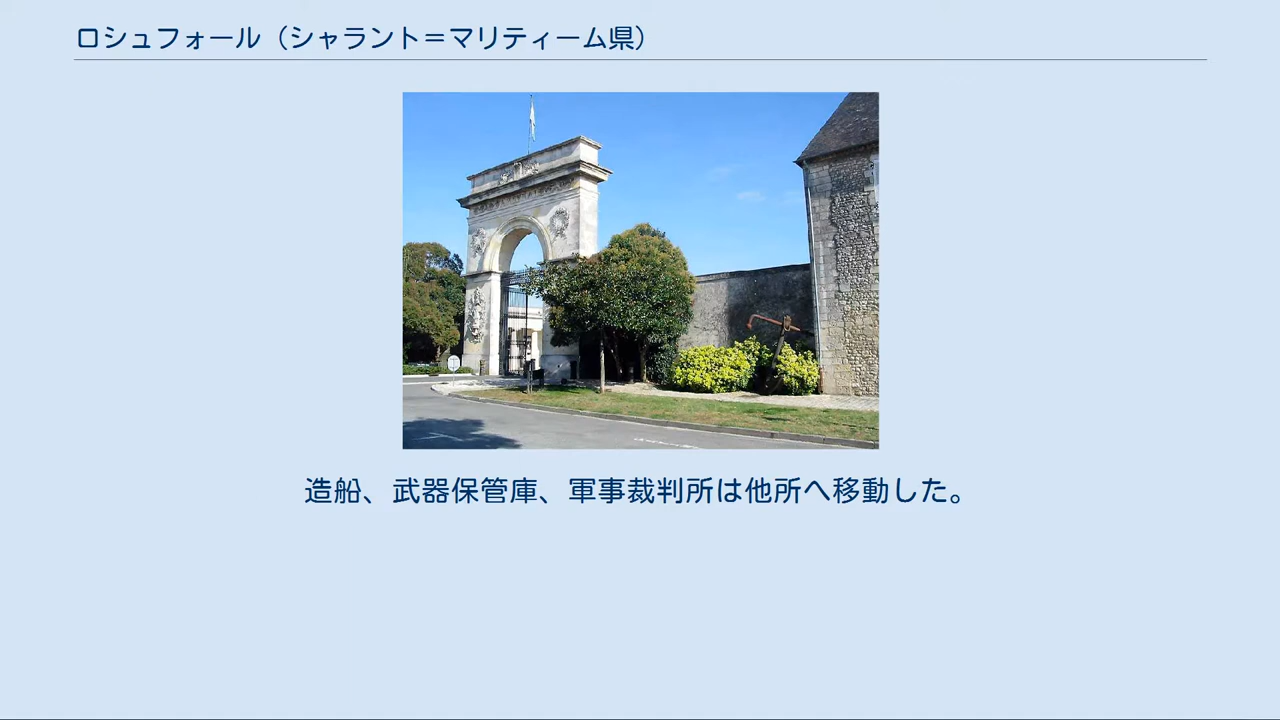 ロシュフォール（シャラント＝マリティーム県）
造船、武器保管庫、軍事裁判所は他所へ移動した。